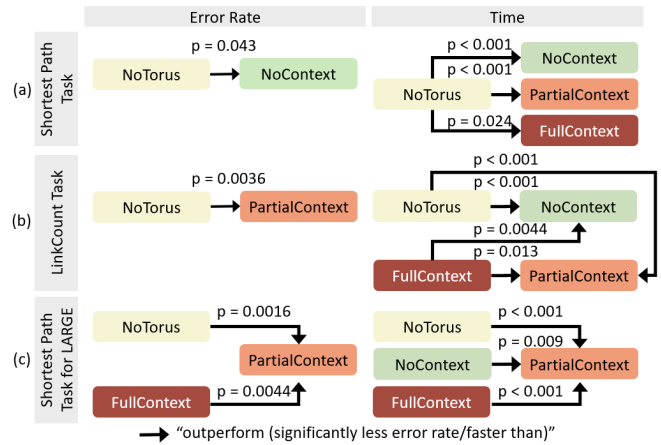 Error Rate
Time
(a)
Shortest Path
Task
p = 0.043
NoTorus
NoContext
p < 0.001
p < 0.001
NoTorus
p = 0.024
NoContext
PartialContext
FullContext
(b)
LinkCount Task
p = 0.0036
NoTorus
PartialContext
p < 0.001
p < 0.001
NoTorus
NoContext
p = 0.0044
p = 0.013
FullContext
PartialContext
(c)
Shortest Path
Task for LARGE
p = 0.0016
NoTorus
PartialContext
FullContext
p = 0.0044
p < 0.001
NoTorus
p = 0.009
NoContext
PartialContext
FullContext
p < 0.001
“outperform (significantly less error rate/faster than)”